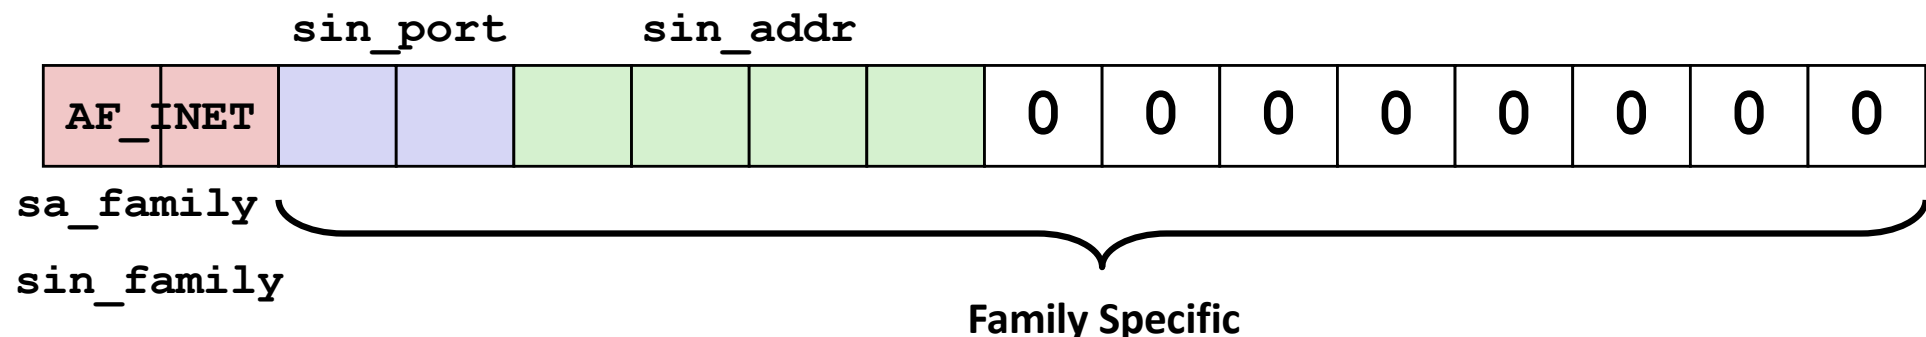 sin_port sin_addr
AF_INET 0 0 0 0 0 0 0 0
sa_family
sin_family
Family Specific